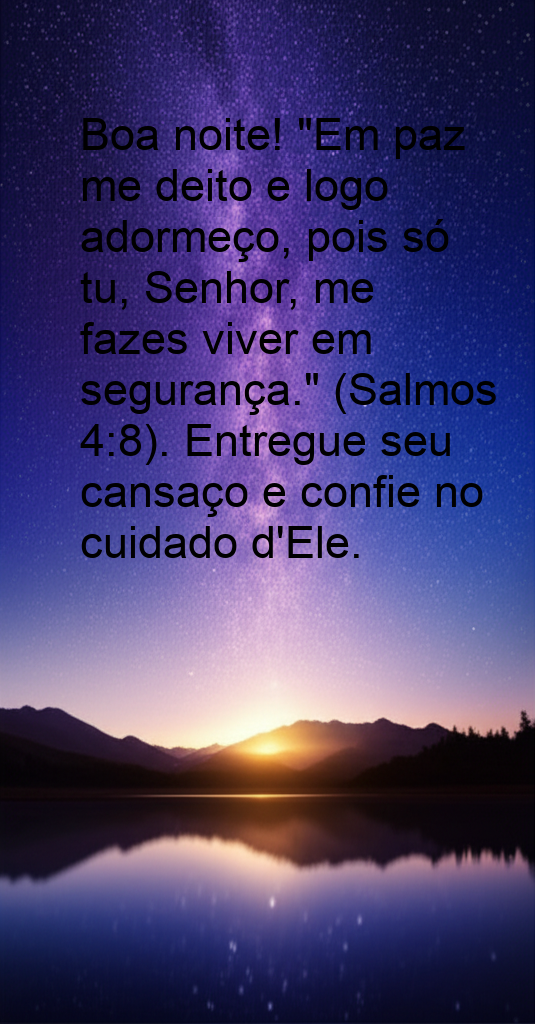 Boa noite! "Em paz
me deito e logo
adormeço, pois só
tu, Senhor, me
fazes viver em
segurança." (Salmos
4:8). Entregue seu
cansaço e confie no
cuidado d'Ele.